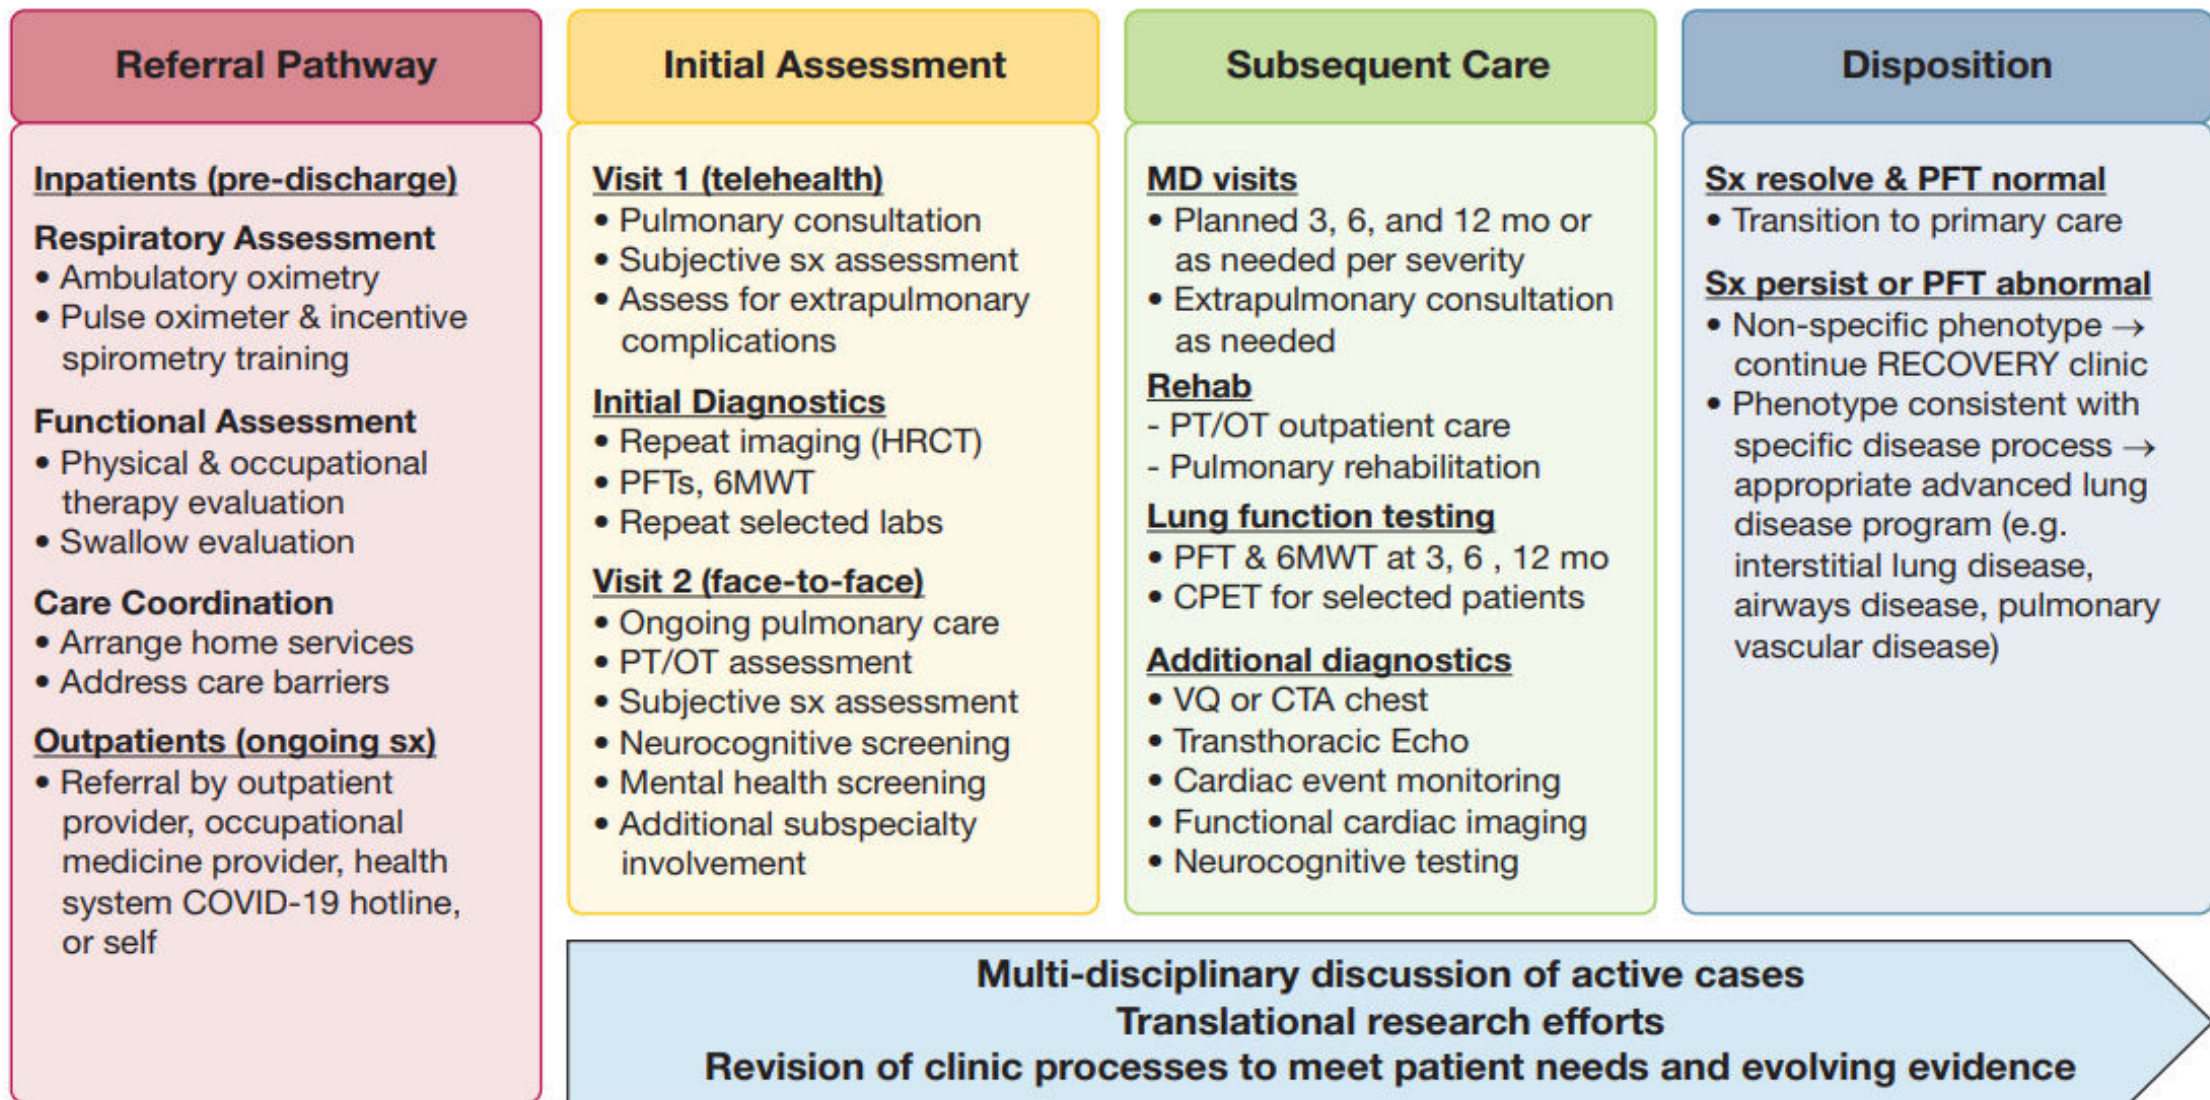 Referral Pathway
Inpatients (pre-discharge)
Respiratory Assessment
• Ambulatory oximetry
• Pulse oximeter & incentive
spirometry training
Functional Assessment
• Physical & occupational
therapy evaluation
• Swallow evaluation
Care Coordination
• Arrange home services
• Address care barriers
Outpatients (ongoing sx)
• Referral by outpatient
provider, occupational
medicine provider, health
system COVID-19 hotline,
or self
Initial Assessment
Visit 1 (telehealth)
• Pulmonary consultation
• Subjective sx assessment
• Assess for extrapulmonary
complications
Initial Diagnostics
• Repeat imaging (HRCT)
• PFTs, 6MWT
• Repeat selected labs
Visit 2 (face-to-face)
• Ongoing pulmonary care
• PT/OT assessment
• Subjective sx assessment
• Neurocognitive screening
• Mental health screening
• Additional subspecialty
involvement
Subsequent Care
MD visits
• Planned 3, 6, and 12 mo or
as needed per severity
• Extrapulmonary consultation
as needed
Rehab
- PT/OT outpatient care
- Pulmonary rehabilitation
Lung function testing
• PFT & 6MWT at 3, 6 , 12 mo
• CPET for selected patients
Additional diagnostics
• VQ or CTA chest
• Transthoracic Echo
• Cardiac event monitoring
• Functional cardiac imaging
• Neurocognitive testing
Disposition
Sx resolve & PFT normal
• Transition to primary care
Sx persist or PFT abnormal
• Non-specific phenotype →
continue RECOVERY clinic
• Phenotype consistent with
specific disease process →
appropriate advanced lung
disease program (e.g.
interstitial lung disease,
airways disease, pulmonary
vascular disease)
Multi-disciplinary discussion of active cases
Translational research efforts
Revision of clinic processes to meet patient needs and evolving evidence